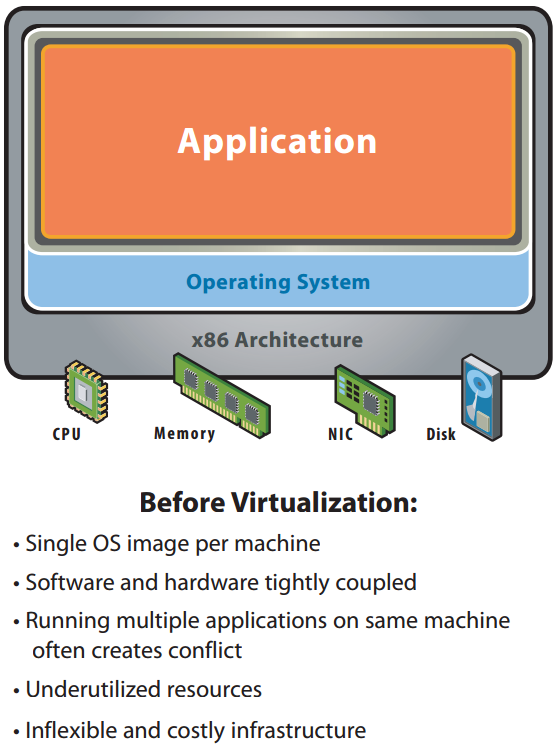 Application
Operating System
x86 Architecture
CPU
Memory
NIC
Disk
Before Virtualization:
• Single OS image per machine
• Software and hardware tightly coupled
• Running multiple applications on same machine
often creates conflict
• Underutilized resources
• Inflexible and costly infrastructure